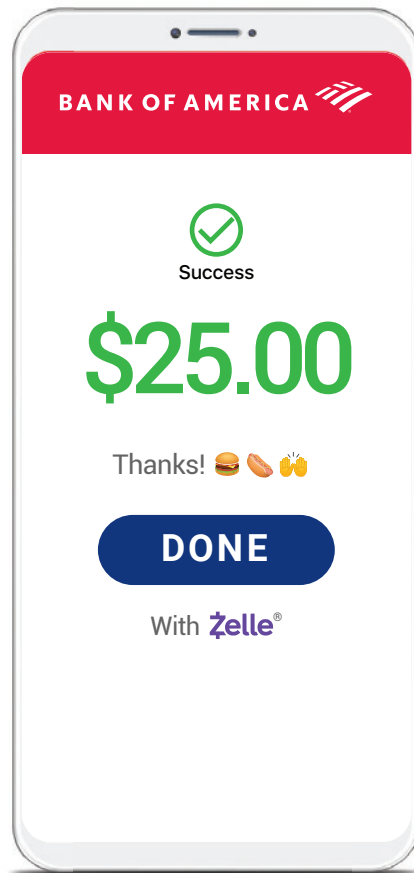 BANK OF AMERICA
Success
$25.00
Thanks! 🍔 🌭 🙌
DONE
With Zelle®